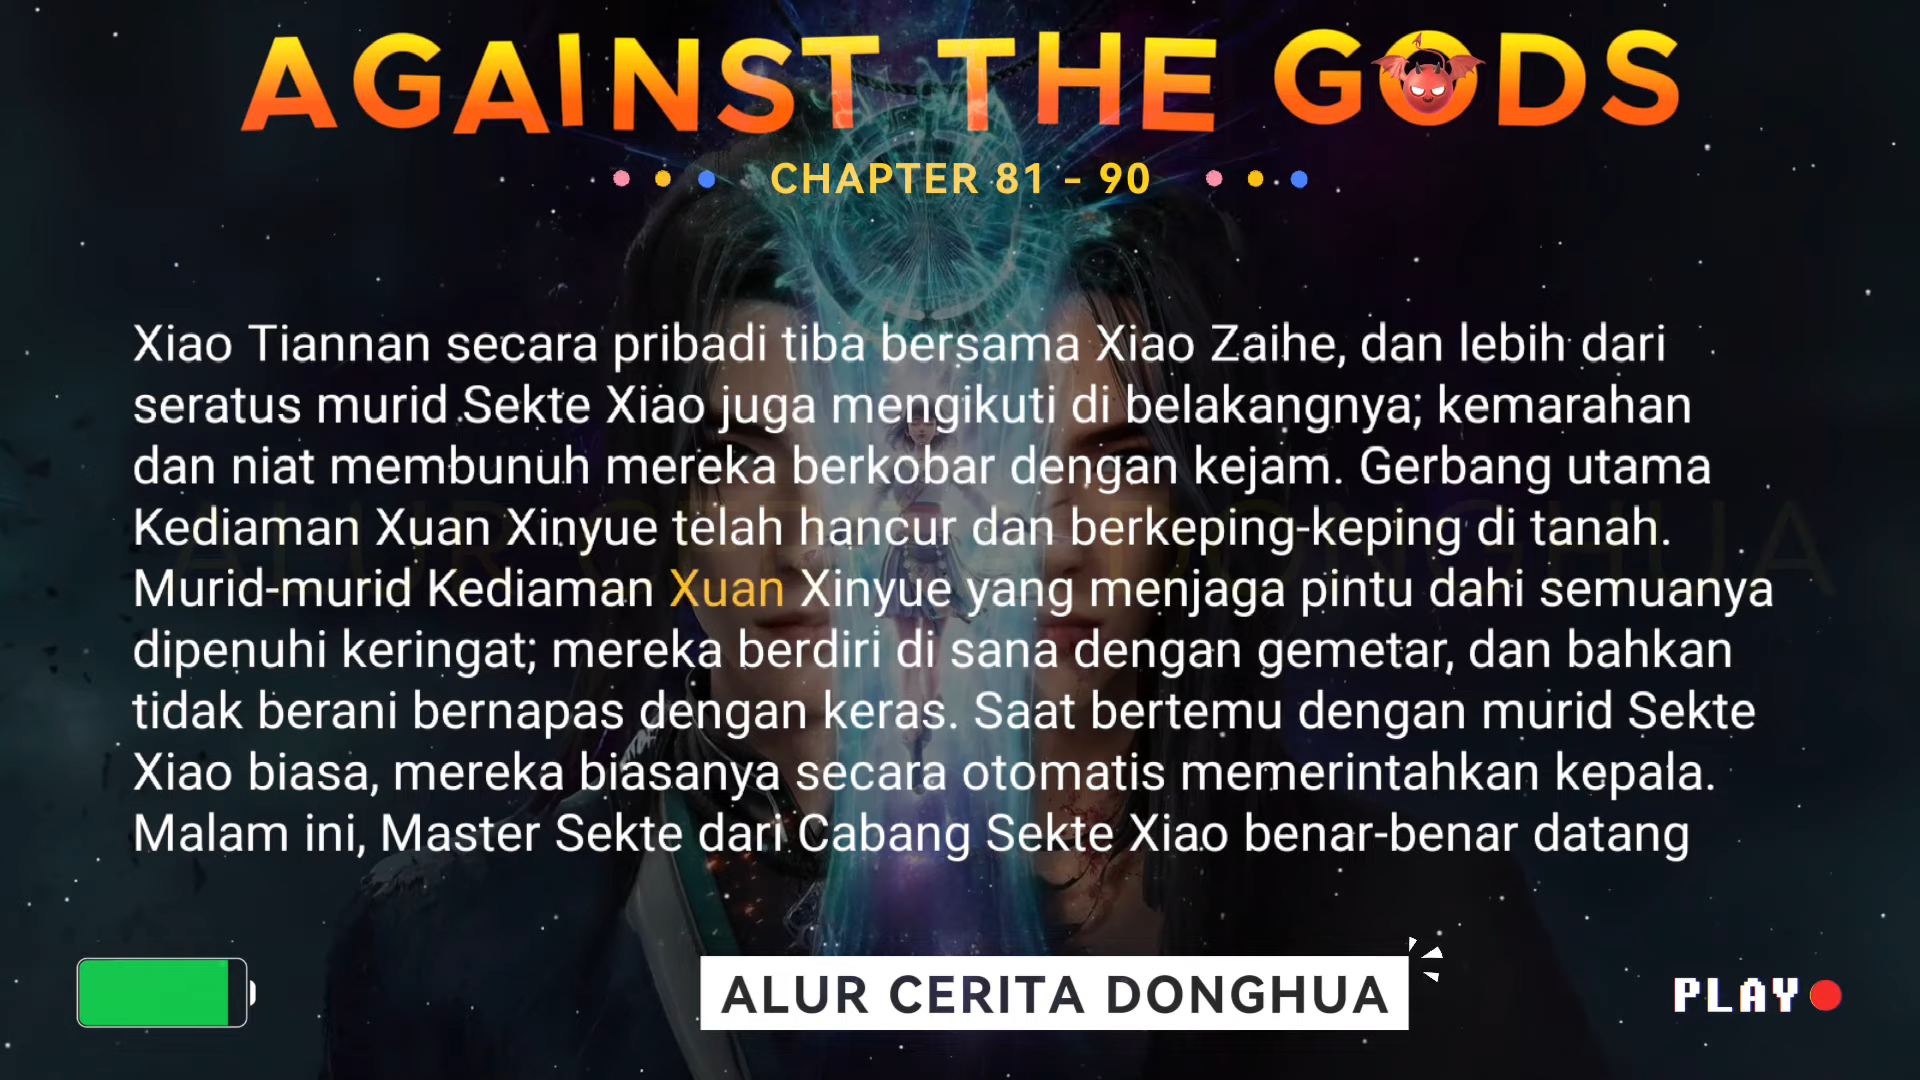 AGAINST THE GODS
CHAPTER 81 - 90
Xiao Tiannan secara pribadi tiba bersama Xiao Zaihe, dan lebih dari
seratus murid Sekte Xiao juga mengikuti di belakangnya; kemarahan
dan niat membunuh mereka berkobar dengan kejam. Gerbang utama
Kediaman Xuan Xinyue telah hancur dan berkeping-keping di tanah.
Murid-murid Kediaman Xuan Xinyue yang menjaga pintu dahi semuanya
dipenuhi keringat; mereka berdiri di sana dengan gemetar, dan bahkan
tidak berani bernapas dengan keras. Saat bertemu dengan murid Sekte
Xiao biasa, mereka biasanya secara otomatis memerintahkan kepala.
Malam ini, Master Sekte dari Cabang Sekte Xiao benar-benar datang
ALUR CERITA DONGHUA
ALUR CERITA DONGHUA
PLAY